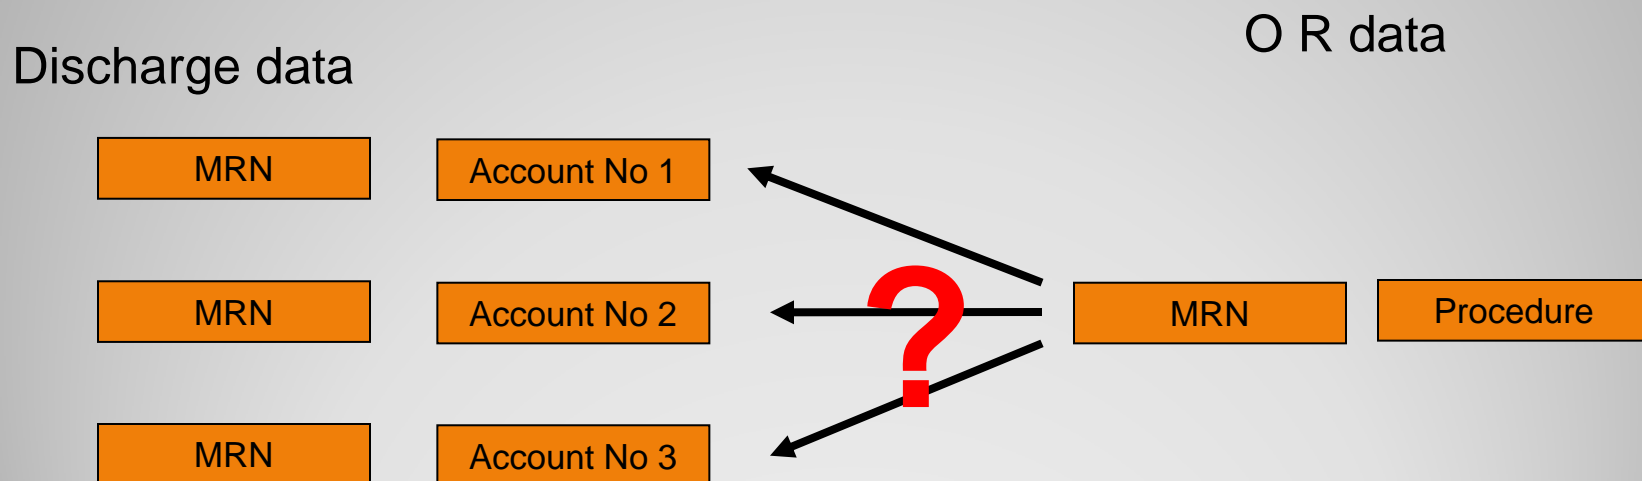 O R data
Discharge data
MRN
Account No 1
MRN
Account No 2
?
MRN
Procedure
MRN
Account No 3